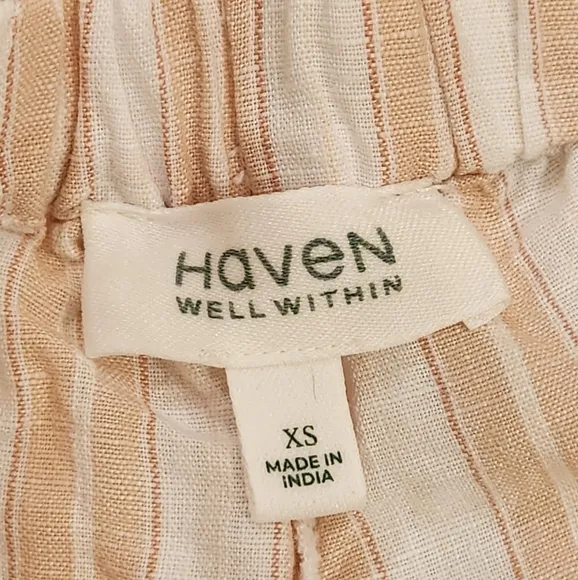 HaveN
WELL WITHIN
XS
MADE IN
INDIA